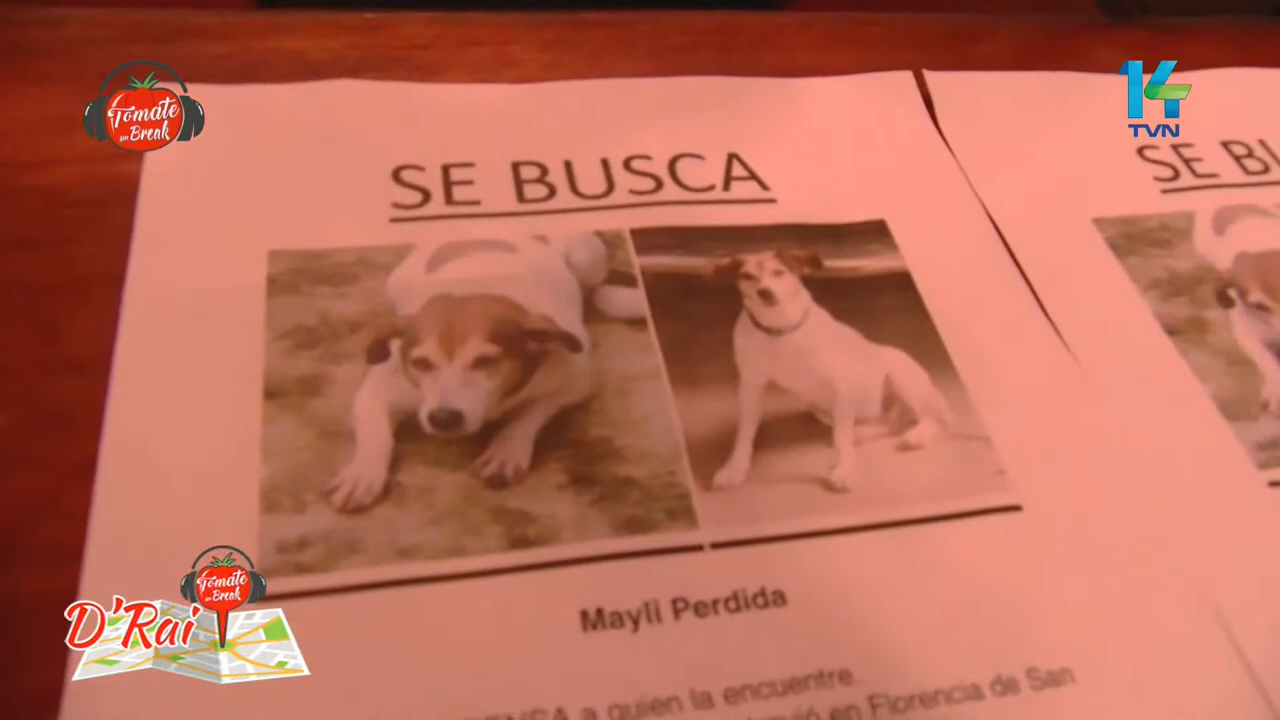 Tomate
un Break
14
TVN
SE BUSCA
SE BU
Mayli Perdida
a quien la encuentre.
en Florencia de San
Tomate
un Break
D'Rai